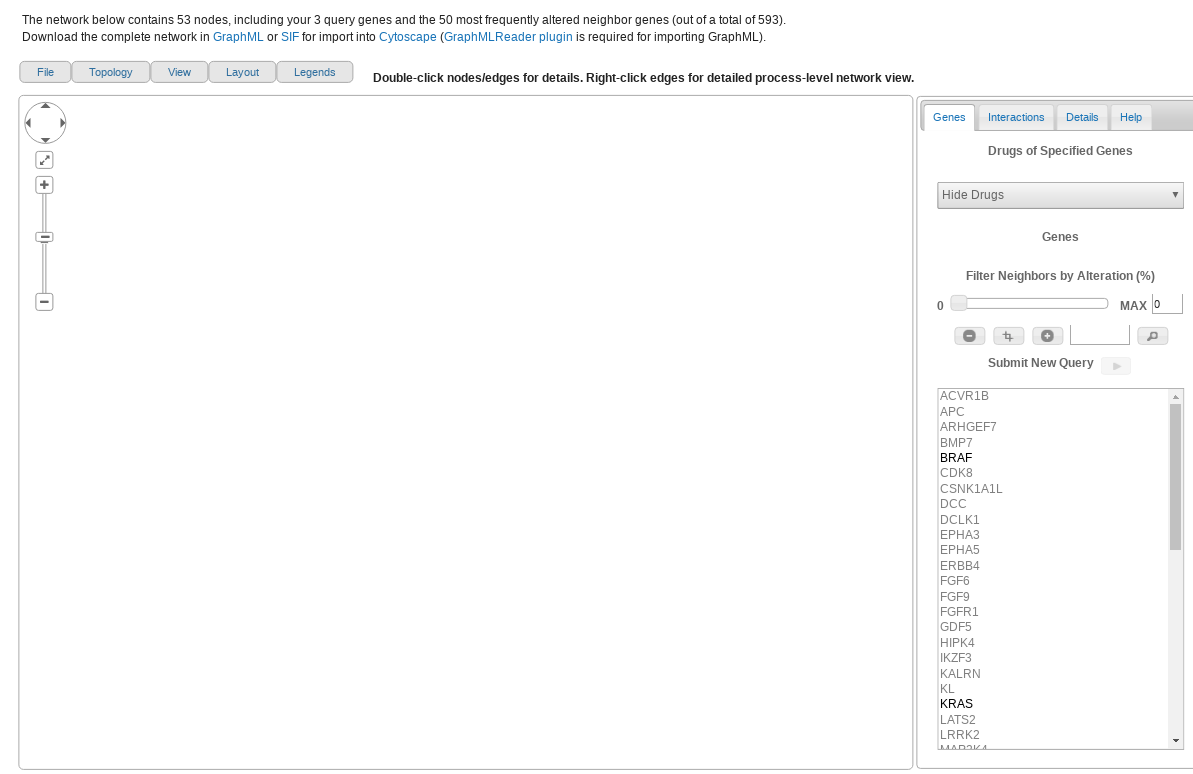 The network below contains 53 nodes, including your 3 query genes and the 50 most frequently altered neighbor genes (out of a total of 593).
Download the complete network in GraphML or SIF for import into Cytoscape (GraphMLReader plugin is required for importing GraphML).
File Topology View Layout Legends Double-click nodes/edges for details. Right-click edges for detailed process-level network view.
Genes Interactions Details Help
Drugs of Specified Genes
Hide Drugs
Genes
Filter Neighbors by Alteration (%)
0 MAX 0
Submit New Query
ACVR1B
APC
ARHGEF7
BMP7
BRAF
CDK8
CSNK1A1L
DCC
DCLK1
EPHA3
EPHA5
ERBB4
FGF6
FGF9
FGFR1
GDF5
HIPK4
IKZF3
KALRN
KL
KRAS
LATS2
LRRK2
MAP2K4